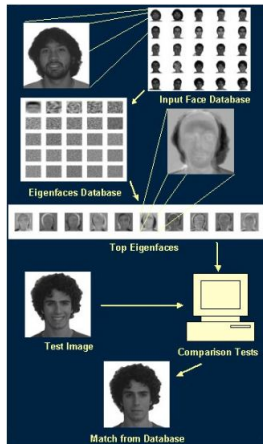 Input Face Database
Eigenfaces Database
Top Eigenfaces
Test Image
Comparison Tests
Match from Database